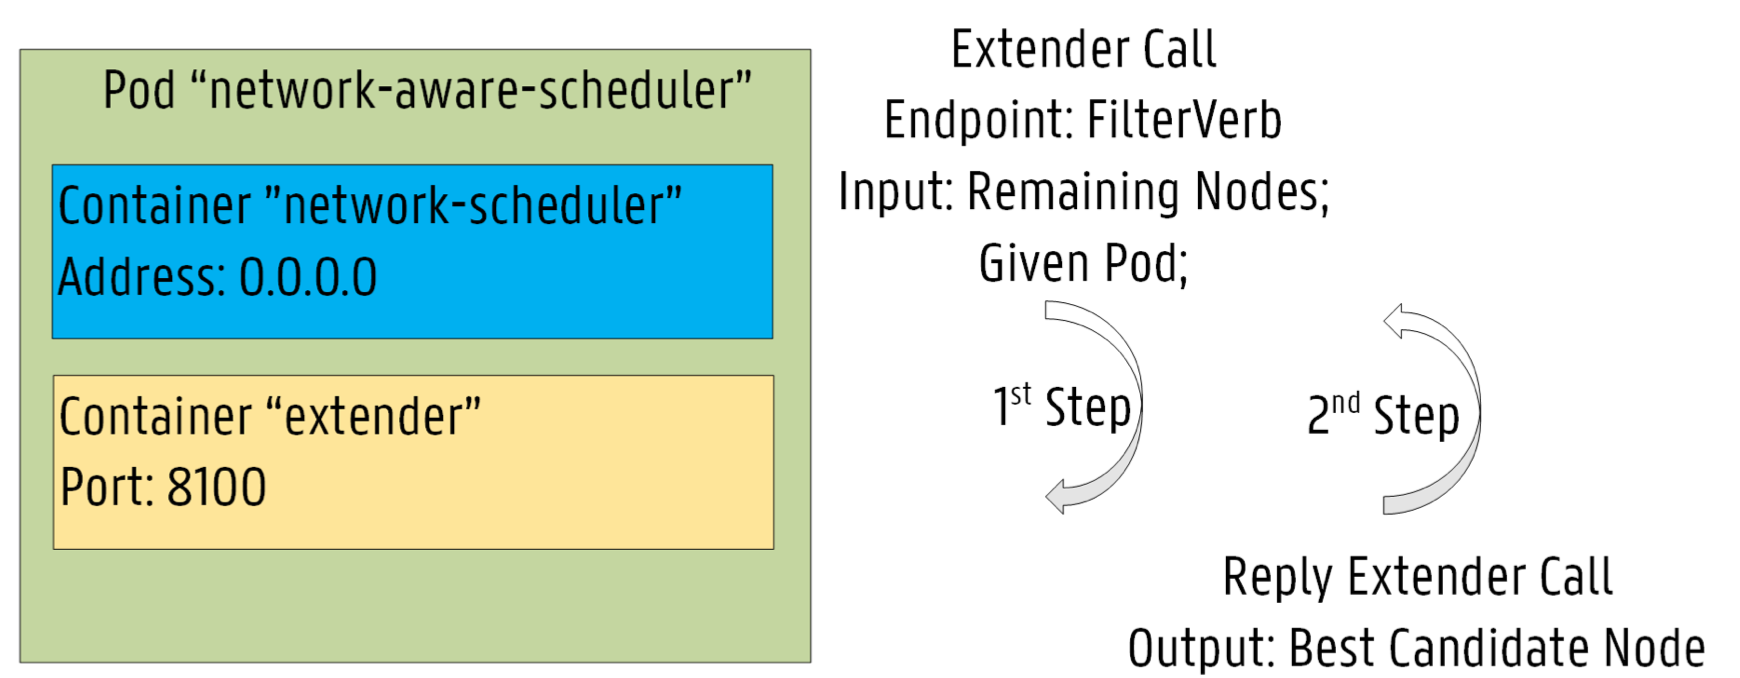 Pod “network-aware-scheduler”
Container ”network-scheduler”
Address: 0.0.0.0
Container “extender”
Port: 8100
Extender Call
Endpoint: FilterVerb
Input: Remaining Nodes;
Given Pod;
1st Step
2nd Step
Reply Extender Call
Output: Best Candidate Node